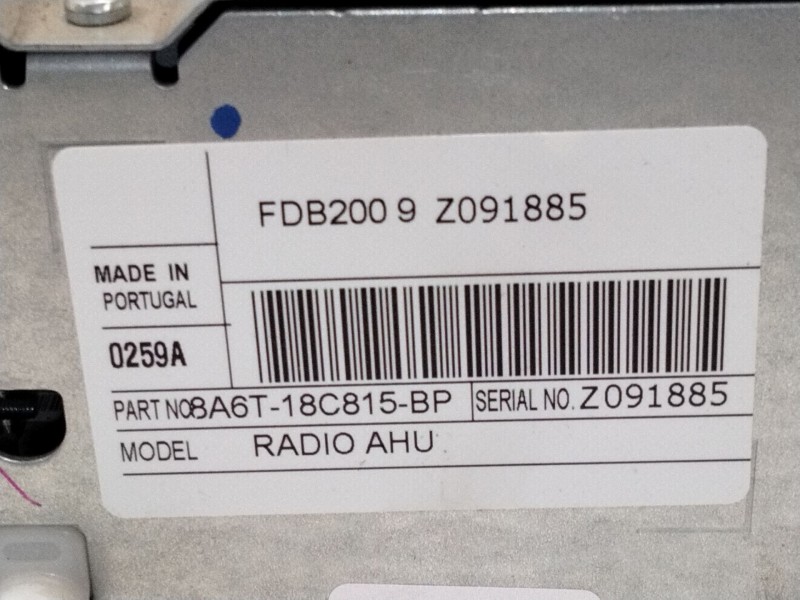 FDB200 9 Z091885
MADE IN
PORTUGAL
0259A
PART NO 8A6T-18C815-BP SERIAL NO. Z091885
MODEL RADIO AHU